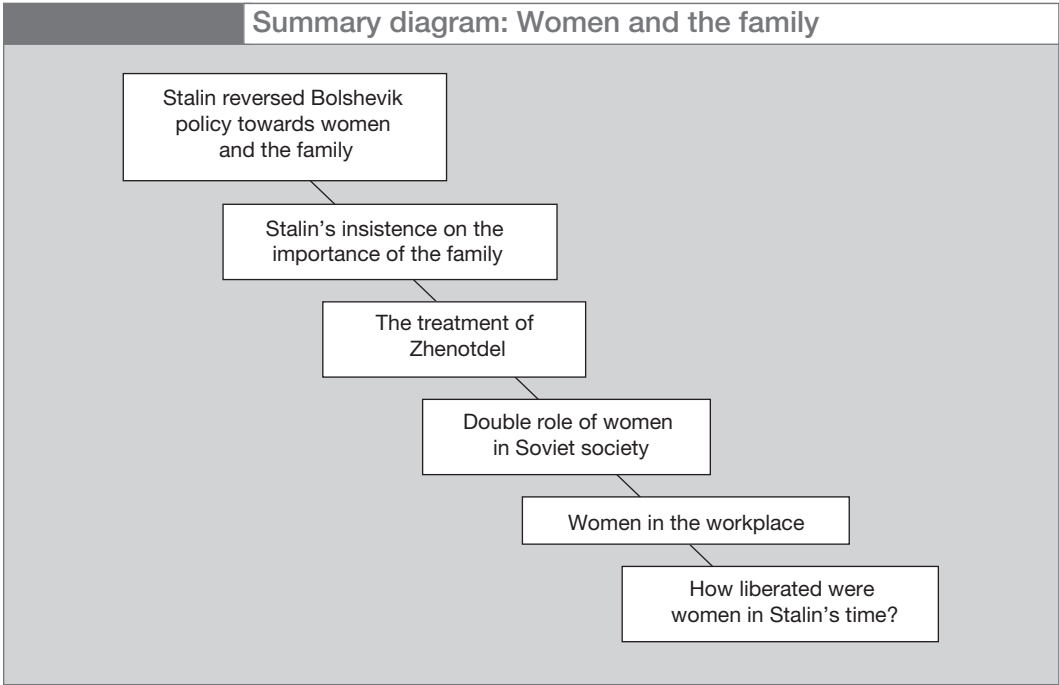 Summary diagram: Women and the family
Stalin reversed Bolshevik
policy towards women
and the family
Stalin’s insistence on the
importance of the family
The treatment of
Zhenotdel
Double role of women
in Soviet society
Women in the workplace
How liberated were
women in Stalin’s time?